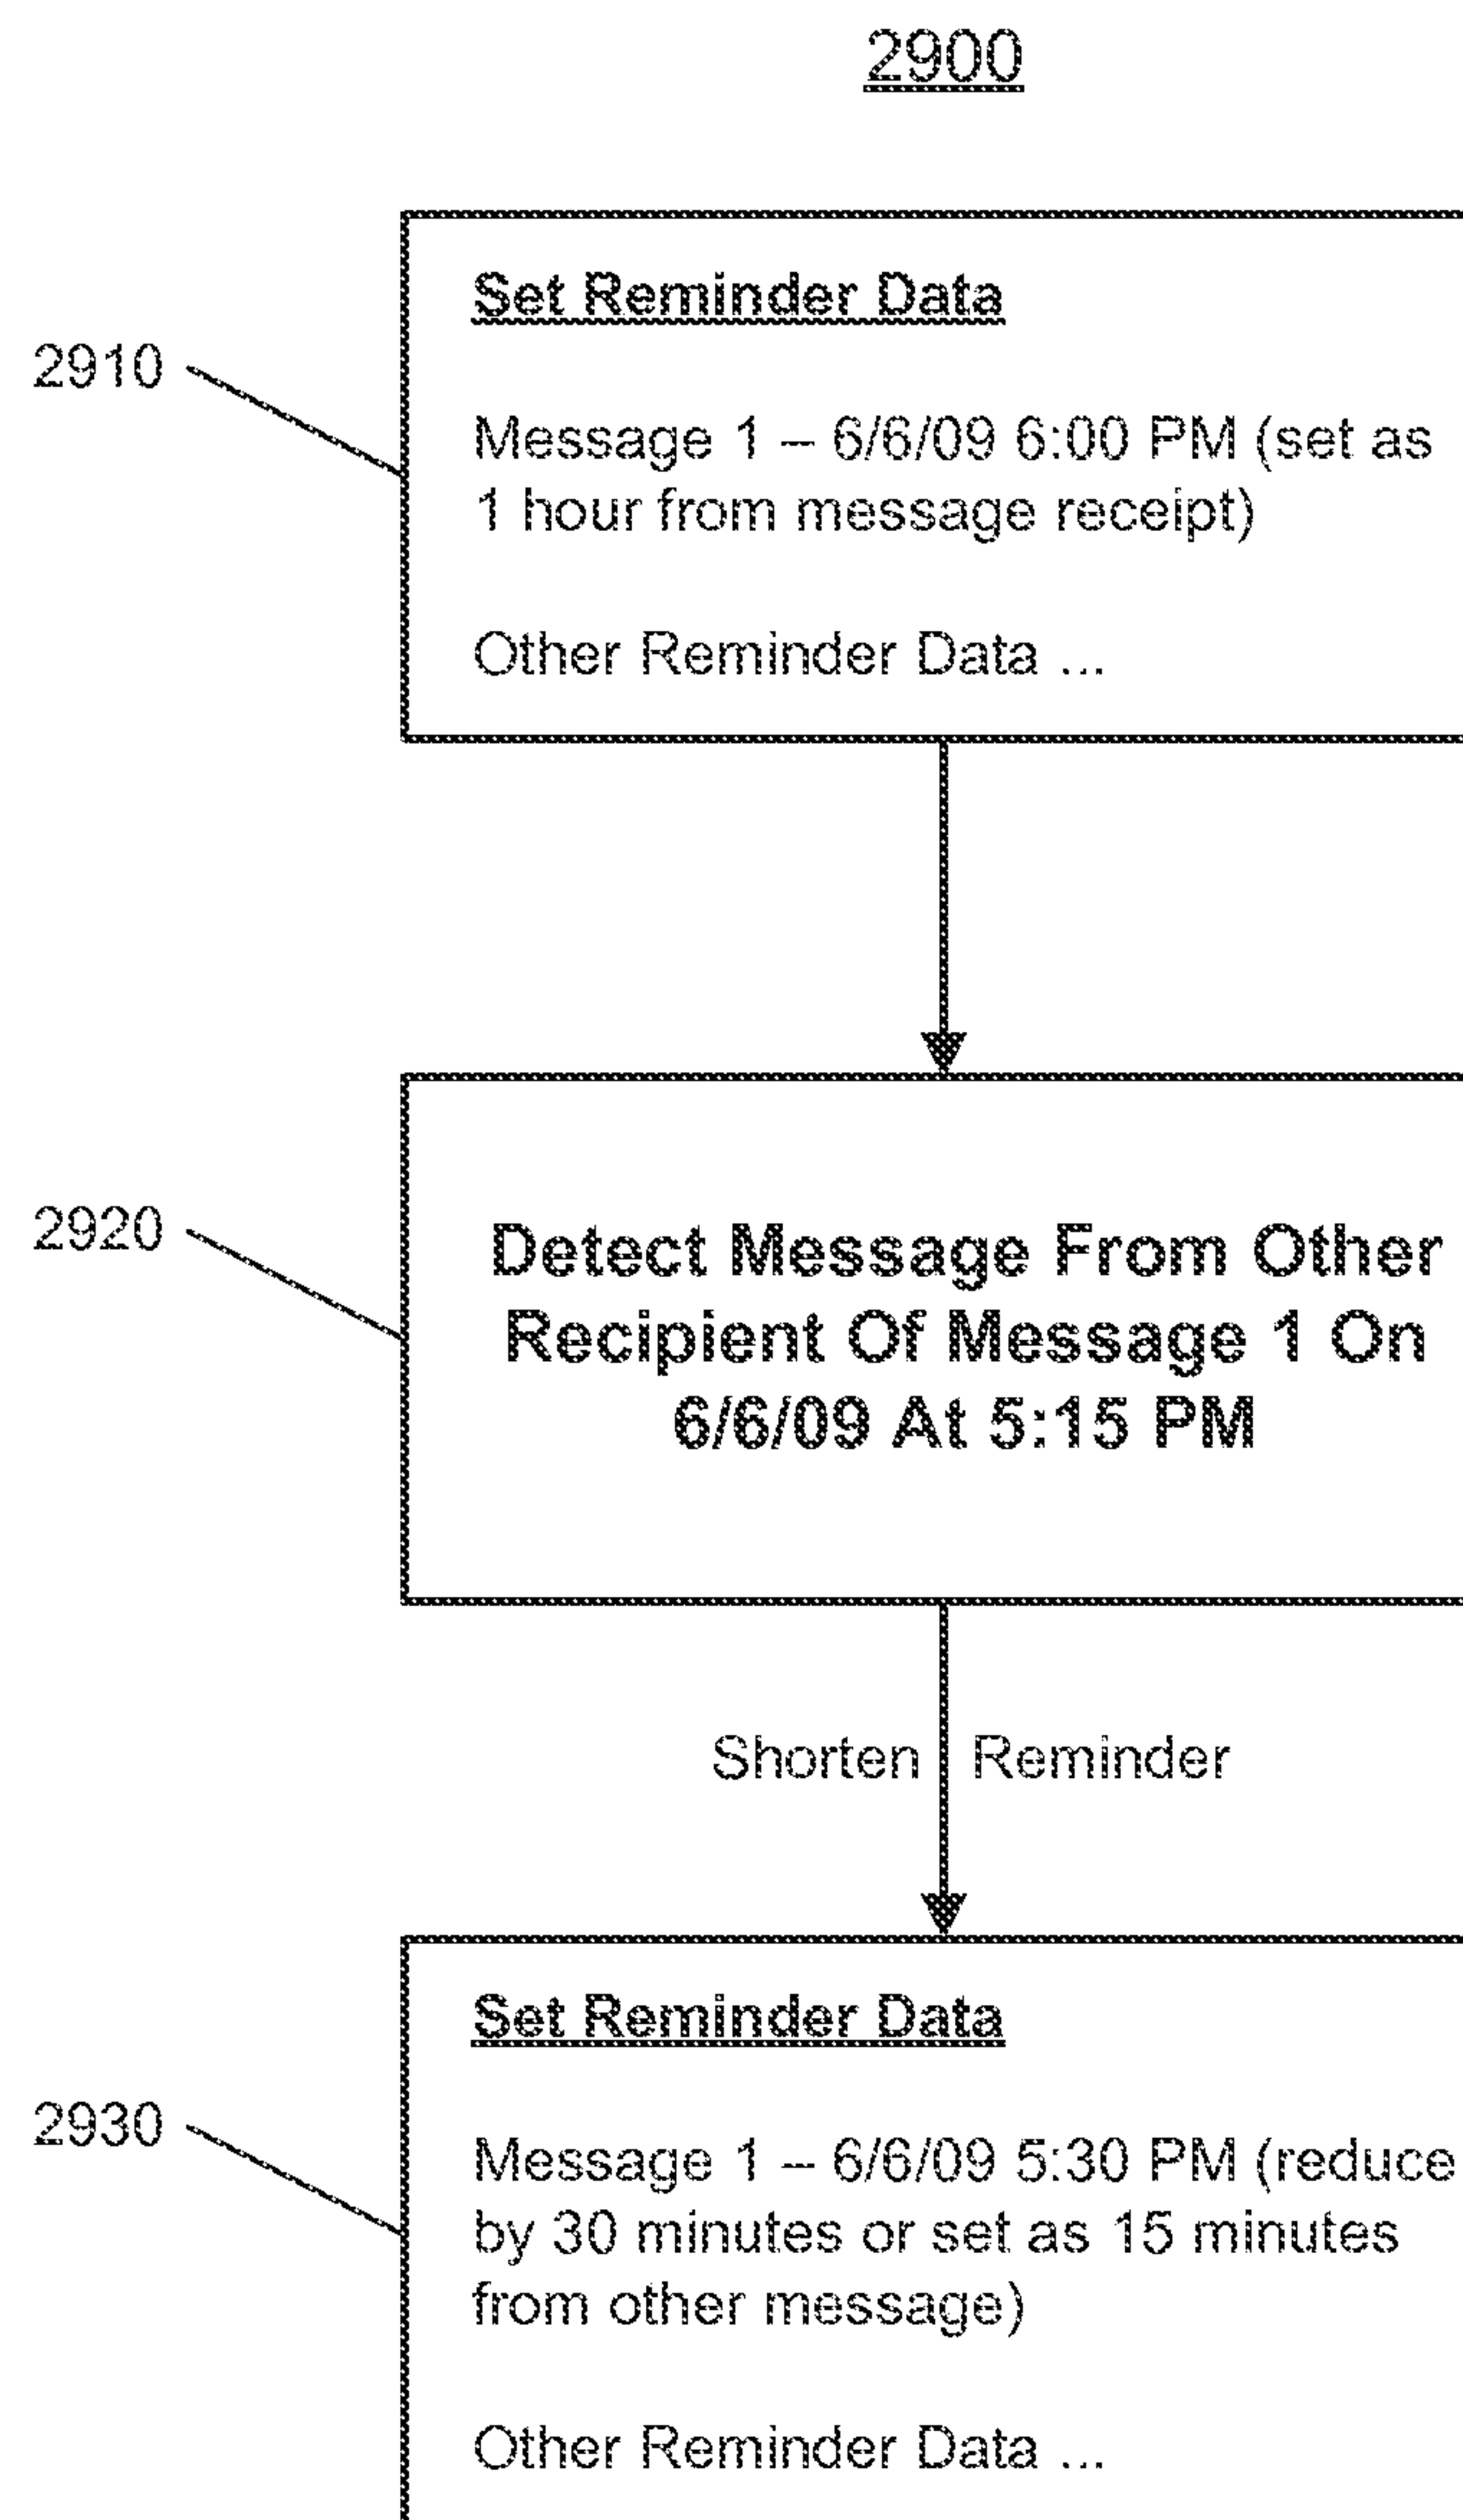 2900
Set Reminder Data
2910
Message 1 – 6/6/09 6:00 PM (set as
1 hour from message receipt)
Other Reminder Data ...
2920
Detect Message From Other
Recipient Of Message 1 On
6/6/09 At 5:15 PM
Shorten Reminder
Set Reminder Data
2930
Message 1 – 6/6/09 5:30 PM (reduce
by 30 minutes or set as 15 minutes
from other message)
Other Reminder Data ...